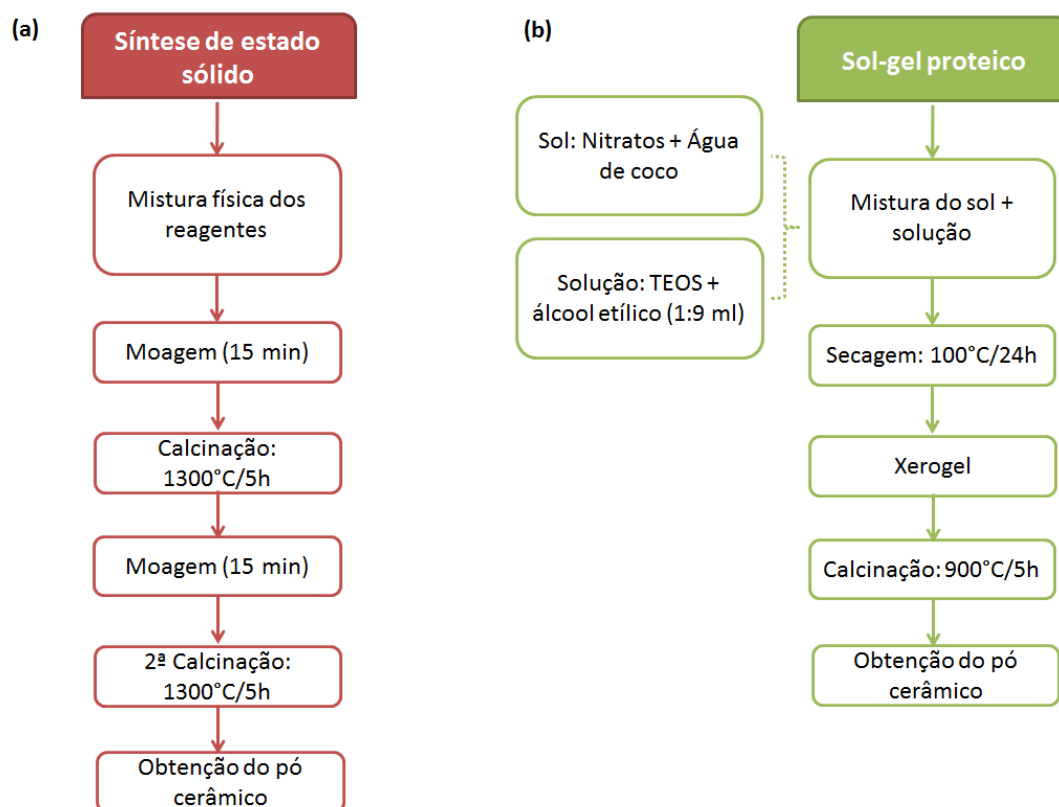 (a)
Síntese de estado
sólido
Mistura física dos
reagentes
Moagem (15 min)
Calcinação:
1300°C/5h
Moagem (15 min)
2ª Calcinação:
1300°C/5h
Obtenção do pó
cerâmico
(b)
Sol-gel proteico
Sol: Nitratos + Água
de coco
Solução: TEOS +
álcool etílico (1:9 ml)
Mistura do sol +
solução
Secagem: 100°C/24h
Xerogel
Calcinação: 900°C/5h
Obtenção do pó
cerâmico